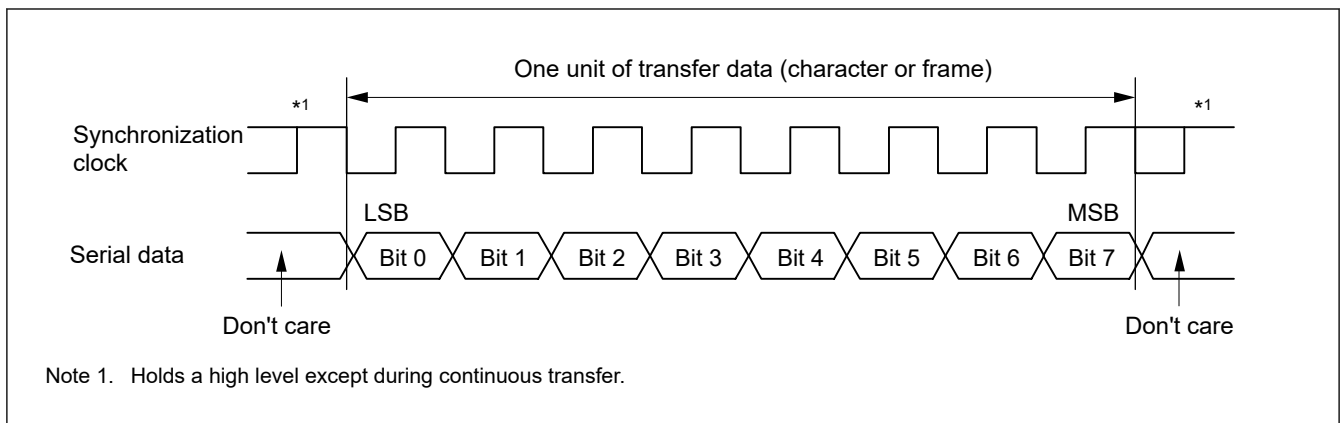 One unit of transfer data (character or frame)
*1
*1
Synchronization
clock
LSB
MSB
Serial data
Bit 0 Bit 1 Bit 2 Bit 3 Bit 4 Bit 5 Bit 6 Bit 7
Don't care
Don't care
Note 1. Holds a high level except during continuous transfer.